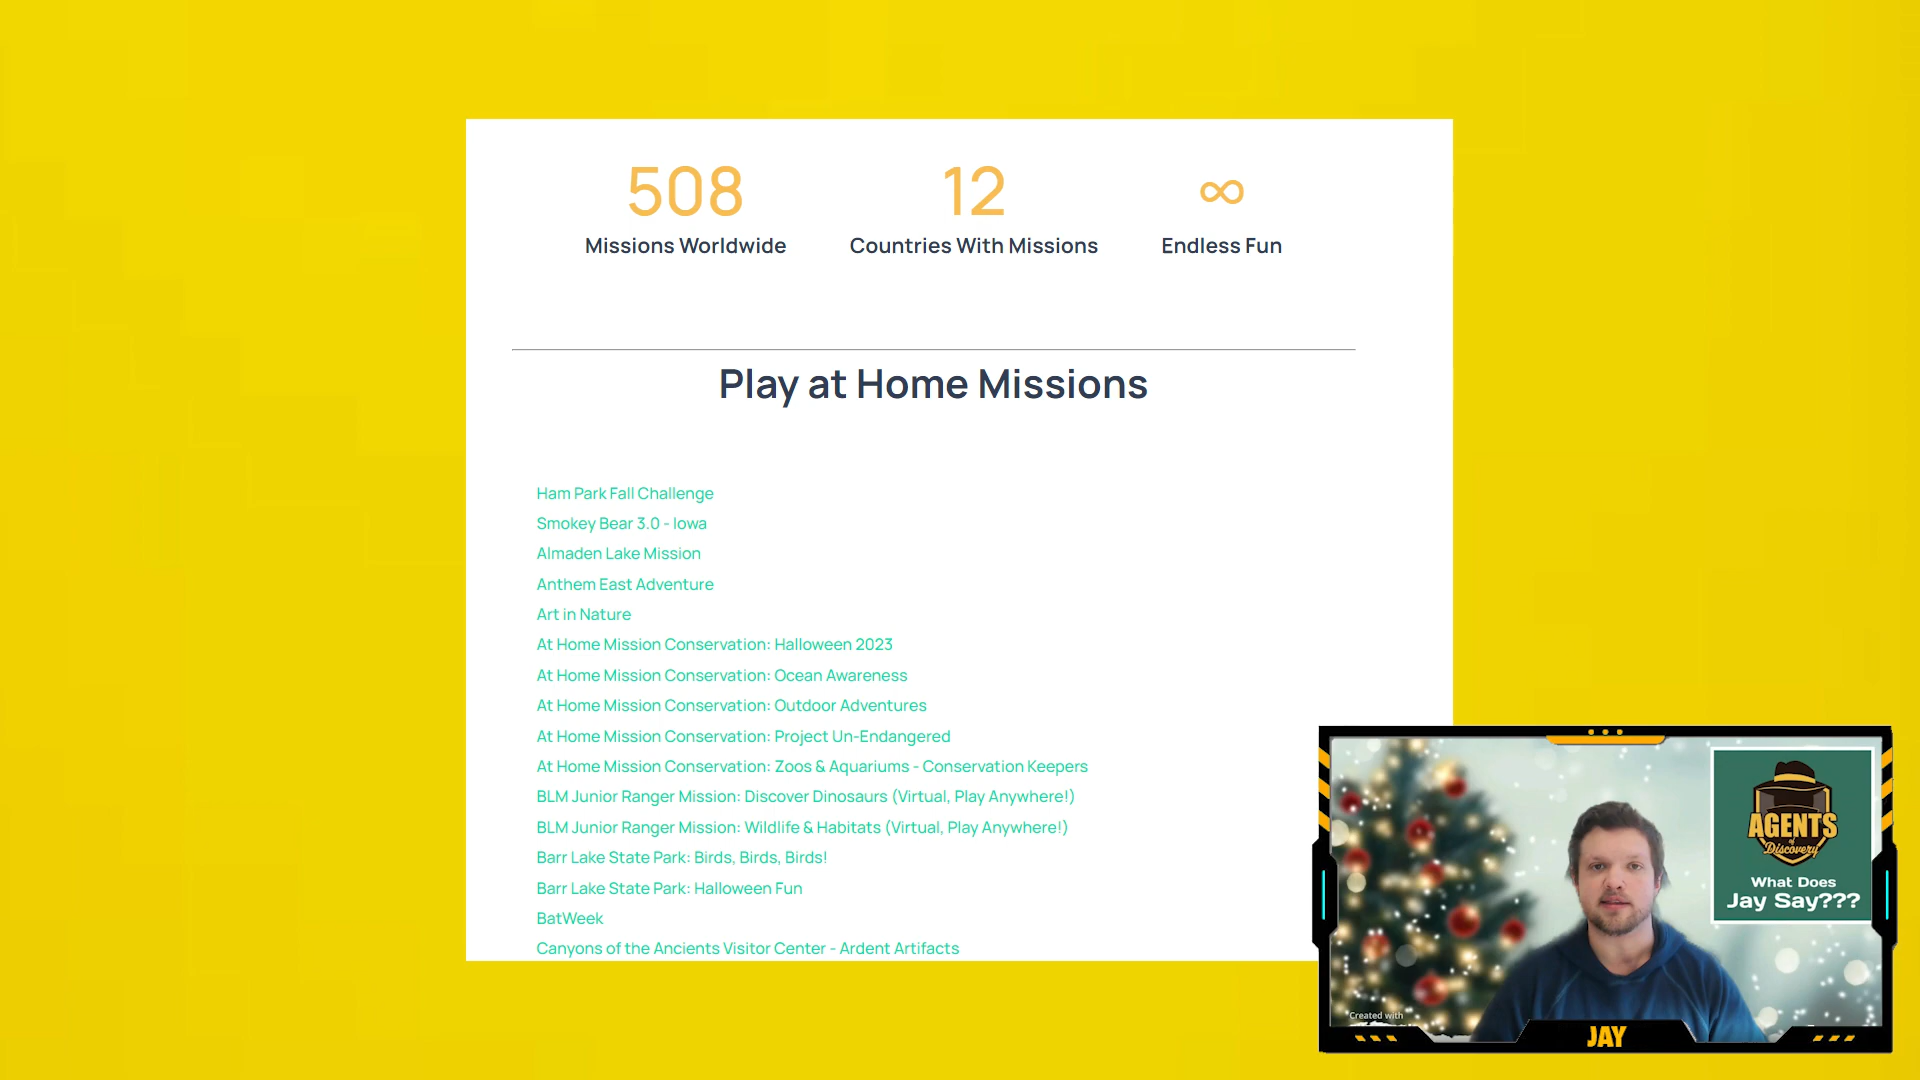 508
Missions Worldwide
12
Countries With Missions
∞
Endless Fun
Play at Home Missions
Ham Park Fall Challenge
Smokey Bear 3.0 - Iowa
Almaden Lake Mission
Anthem East Adventure
Art in Nature
At Home Mission Conservation: Halloween 2023
At Home Mission Conservation: Ocean Awareness
At Home Mission Conservation: Outdoor Adventures
At Home Mission Conservation: Project Un-Endangered
At Home Mission Conservation: Zoos & Aquariums - Conservation Keepers
BLM Junior Ranger Mission: Discover Dinosaurs (Virtual, Play Anywhere!)
BLM Junior Ranger Mission: Wildlife & Habitats (Virtual, Play Anywhere!)
Barr Lake State Park: Birds, Birds, Birds!
Barr Lake State Park: Halloween Fun
BatWeek
Canyons of the Ancients Visitor Center - Ardent Artifacts
AGENTS
of
Discovery
What Does
Jay Say???
Created with
JAY